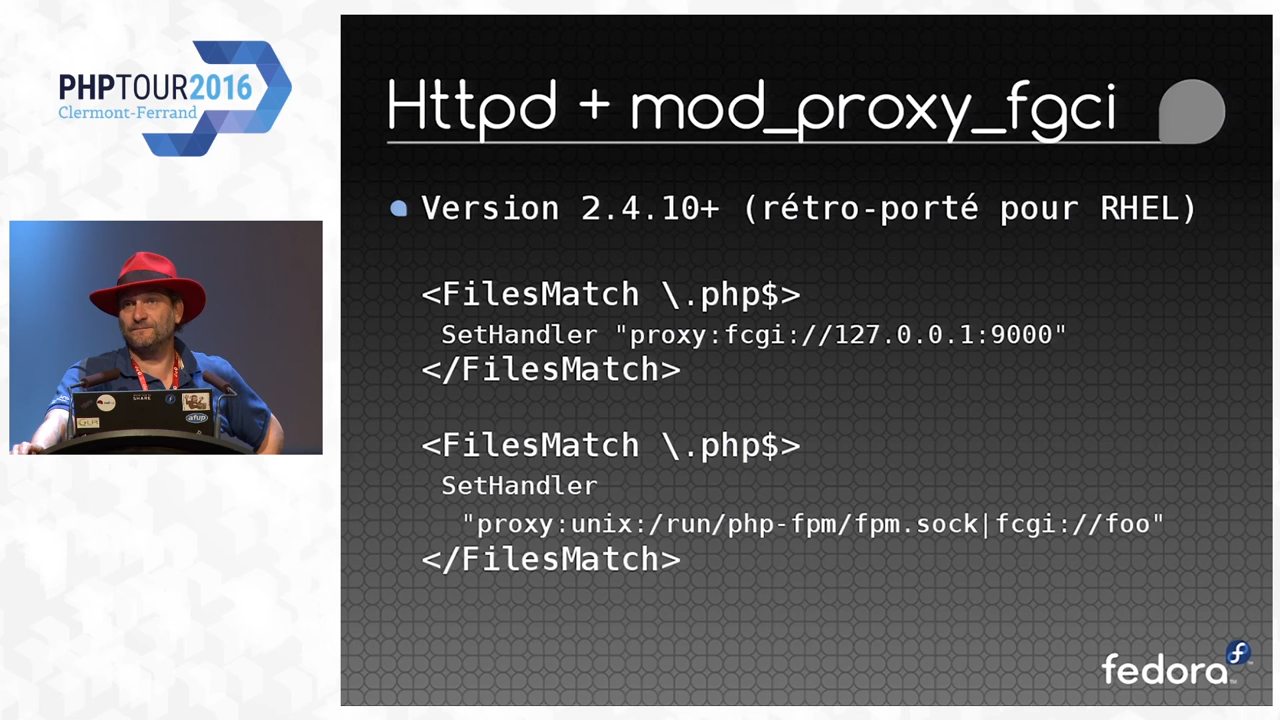 PHPTOUR2016
Clermont-Ferrand
Httpd + mod_proxy_fgci
Version 2.4.10+ (rétro-porté pour RHEL)
<FilesMatch \.php$>
SetHandler "proxy:fcgi://127.0.0.1:9000"
</FilesMatch>
<FilesMatch \.php$>
SetHandler
"proxy:unix:/run/php-fpm/fpm.sock|fcgi://foo"
</FilesMatch>
fedora
SHARE
afup